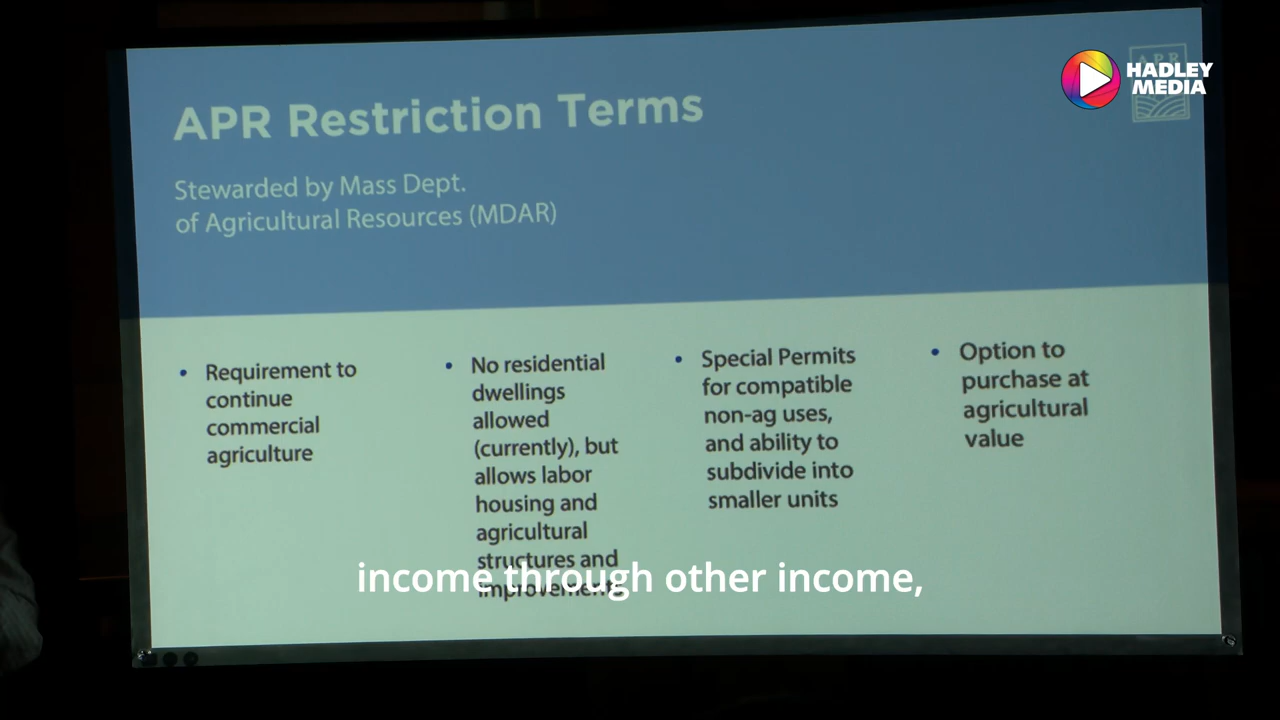 APR Restriction Terms
Stewarded by Mass Dept.
of Agricultural Resources (MDAR)
HADLEY
MEDIA
APR
• Requirement to
continue
commercial
agriculture
• No residential
dwellings
allowed
(currently), but
allows labor
housing and
agricultural
structures and
improvements
• Special Permits
for compatible
non-ag uses,
and ability to
subdivide into
smaller units
• Option to
purchase at
agricultural
value
income through other income,